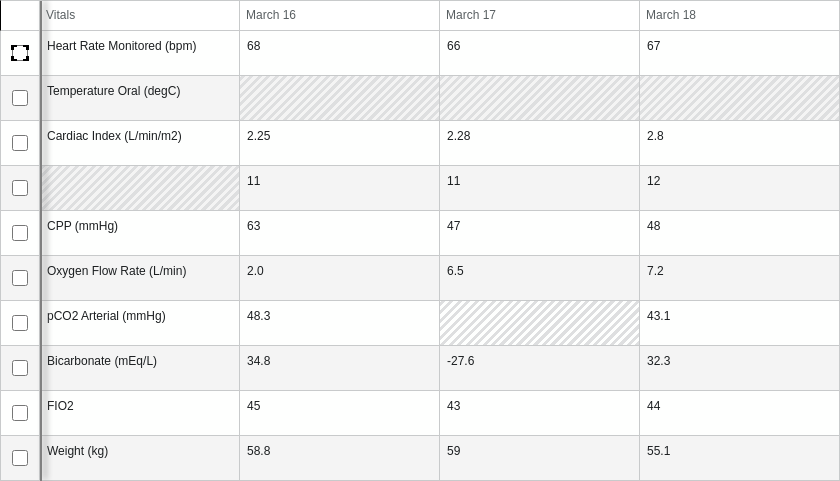 Vitals March 16 March 17 March 18
Heart Rate Monitored (bpm) 68 66 67
Temperature Oral (degC)
Cardiac Index (L/min/m2) 2.25 2.28 2.8
11 11 12
CPP (mmHg) 63 47 48
Oxygen Flow Rate (L/min) 2.0 6.5 7.2
pCO2 Arterial (mmHg) 48.3 43.1
Bicarbonate (mEq/L) 34.8 -27.6 32.3
FIO2 45 43 44
Weight (kg) 58.8 59 55.1